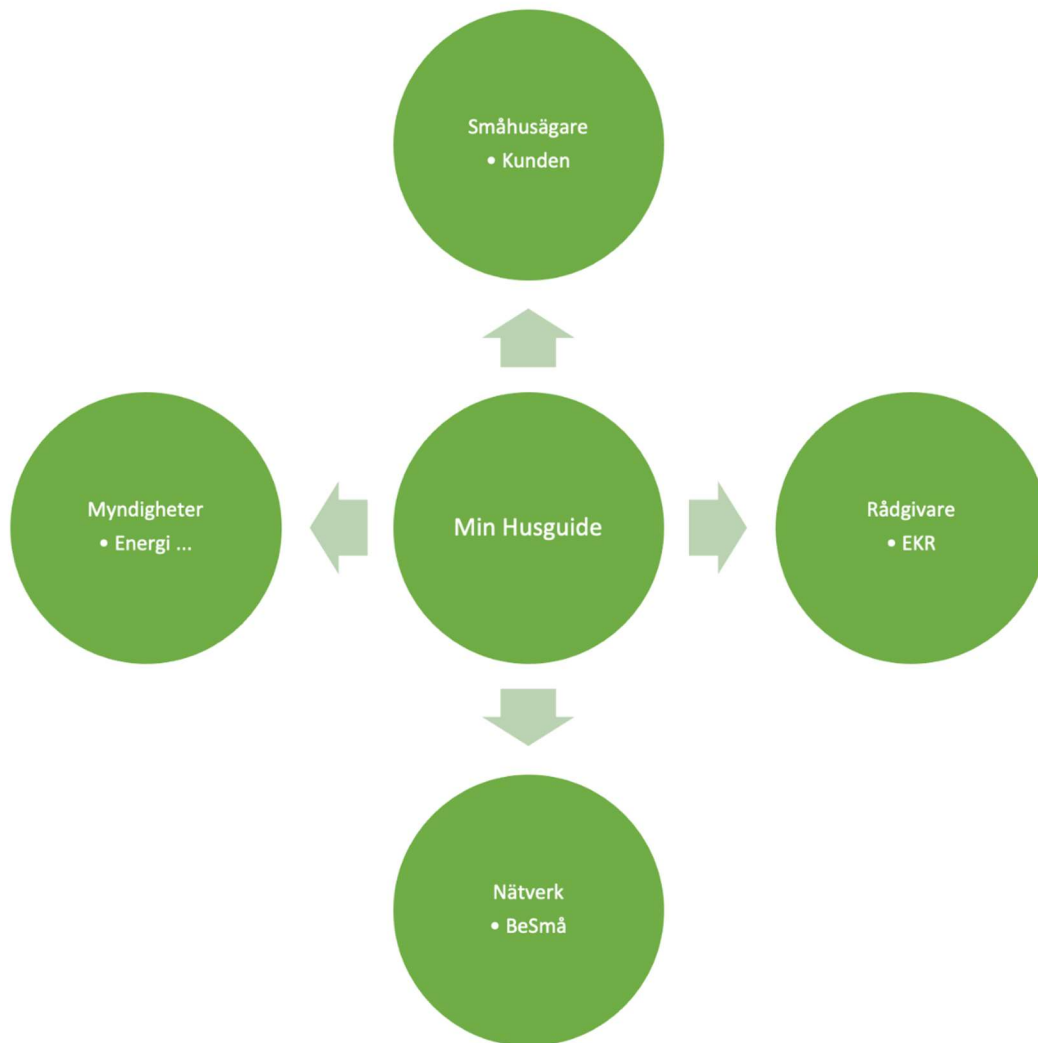 Småhusägare
• Kunden
Myndigheter
• Energi ...
Min Husguide
Rådgivare
• EKR
Nätverk
• BeSmå